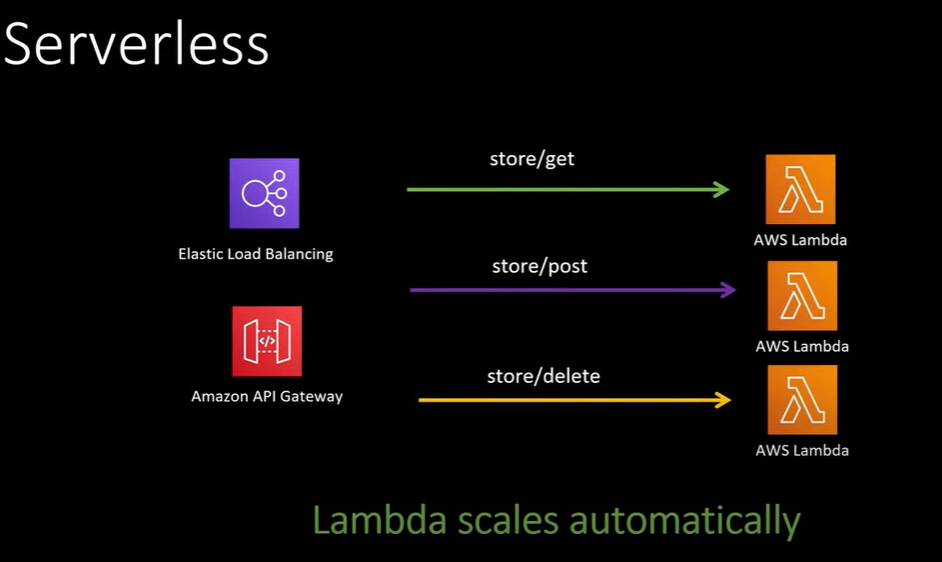 Serverless
store/get
Elastic Load Balancing
AWS Lambda
store/post
AWS Lambda
Amazon API Gateway
store/delete
AWS Lambda
Lambda scales automatically